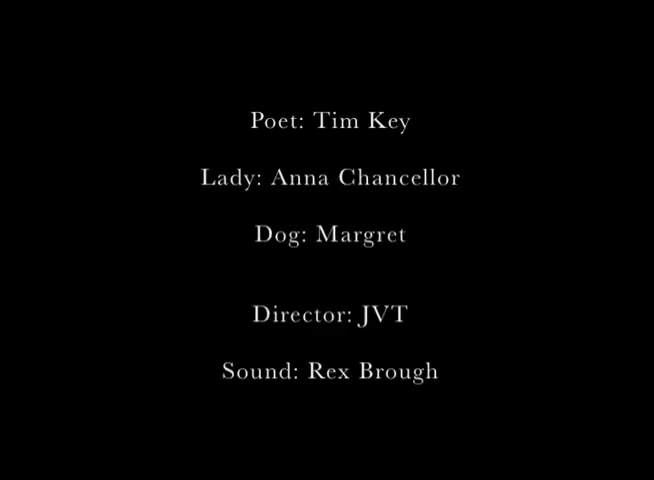 Poet: Tim Key
Lady: Anna Chancellor
Dog: Margret
Director: JVT
Sound: Rex Brough